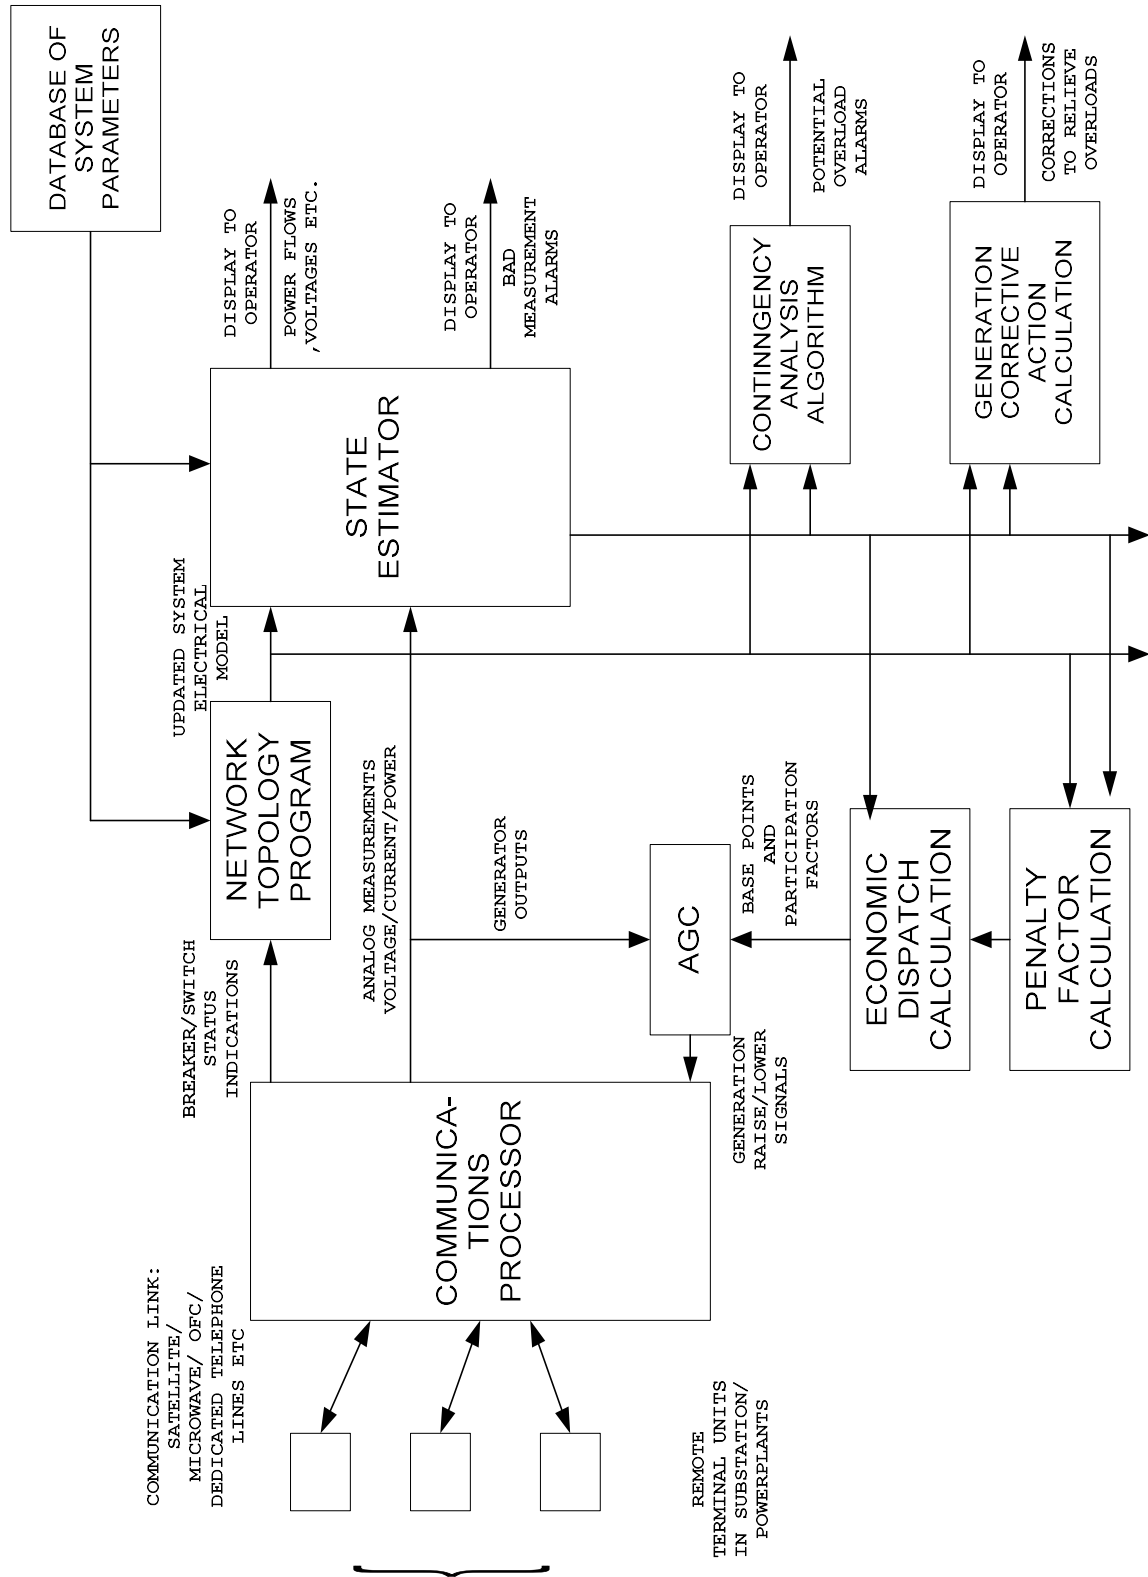 COMMUNICATION LINK:
SATELLITE/
MICROWAVE/ OFC/
DEDICATED TELEPHONE
LINES ETC
REMOTE
TERMINAL UNITS
IN SUBSTATION/
POWERPLANTS
COMMUNICA-
TIONS
PROCESSOR
BREAKER/SWITCH
STATUS
INDICATIONS
ANALOG MEASUREMENTS
VOLTAGE/CURRENT/POWER
GENERATOR
OUTPUTS
GENERATION
RAISE/LOWER
SIGNALS
NETWORK
TOPOLOGY
PROGRAM
AGC
BASE POINTS
AND
PARTICIPATION
FACTORS
ECONOMIC
DISPATCH
CALCULATION
PENALTY
FACTOR
CALCULATION
UPDATED SYSTEM
ELECTRICAL
MODEL
STATE
ESTIMATOR
DATABASE OF
SYSTEM
PARAMETERS
DISPLAY TO
OPERATOR
POWER FLOWS
,VOLTAGES ETC.
DISPLAY TO
OPERATOR
BAD
MEASUREMENT
ALARMS
CONTINNGENCY
ANALYSIS
ALGORITHM
DISPLAY TO
OPERATOR
POTENTIAL
OVERLOAD
ALARMS
GENERATION
CORRECTIVE
ACTION
CALCULATION
DISPLAY TO
OPERATOR
CORRECTIONS
TO RELIEVE
OVERLOADS